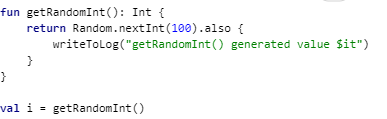 fun getRandomInt(): Int {
    return Random.nextInt(100).also {
        writeToLog("getRandomInt() generated value $it")
    }
}
val i = getRandomInt()